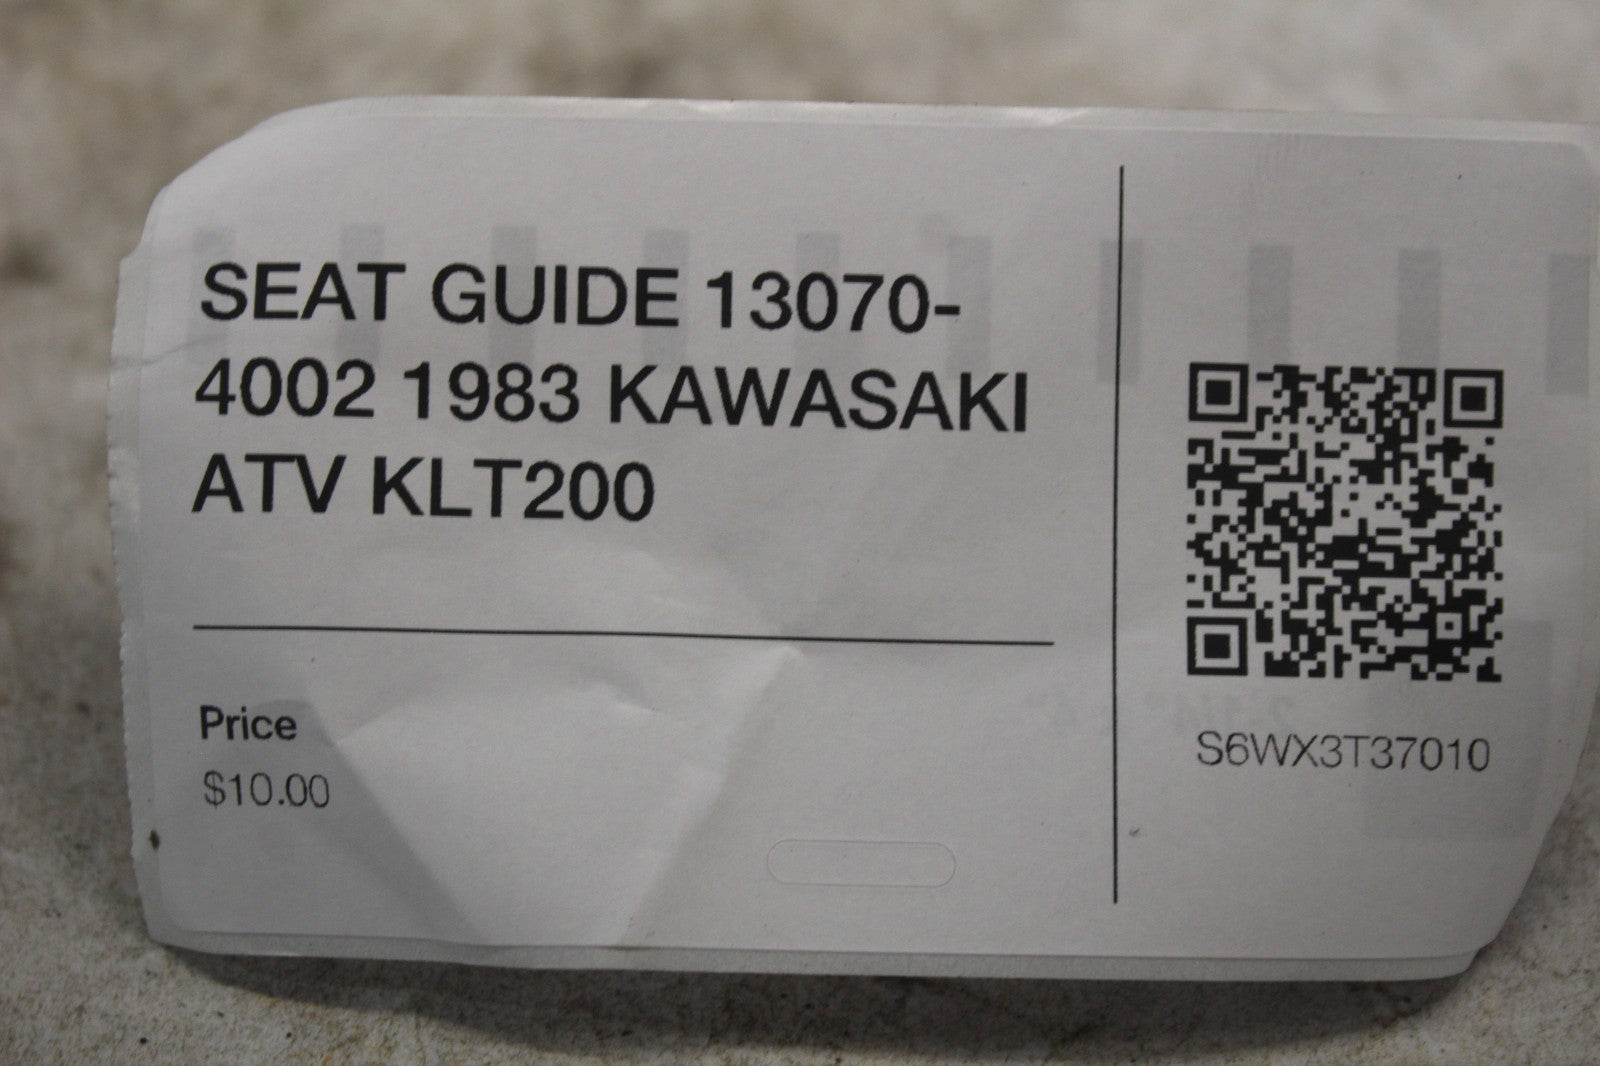 SEAT GUIDE 13070-
4002 1983 KAWASAKI
ATV KLT200
Price
$10.00
S6WX3T37010